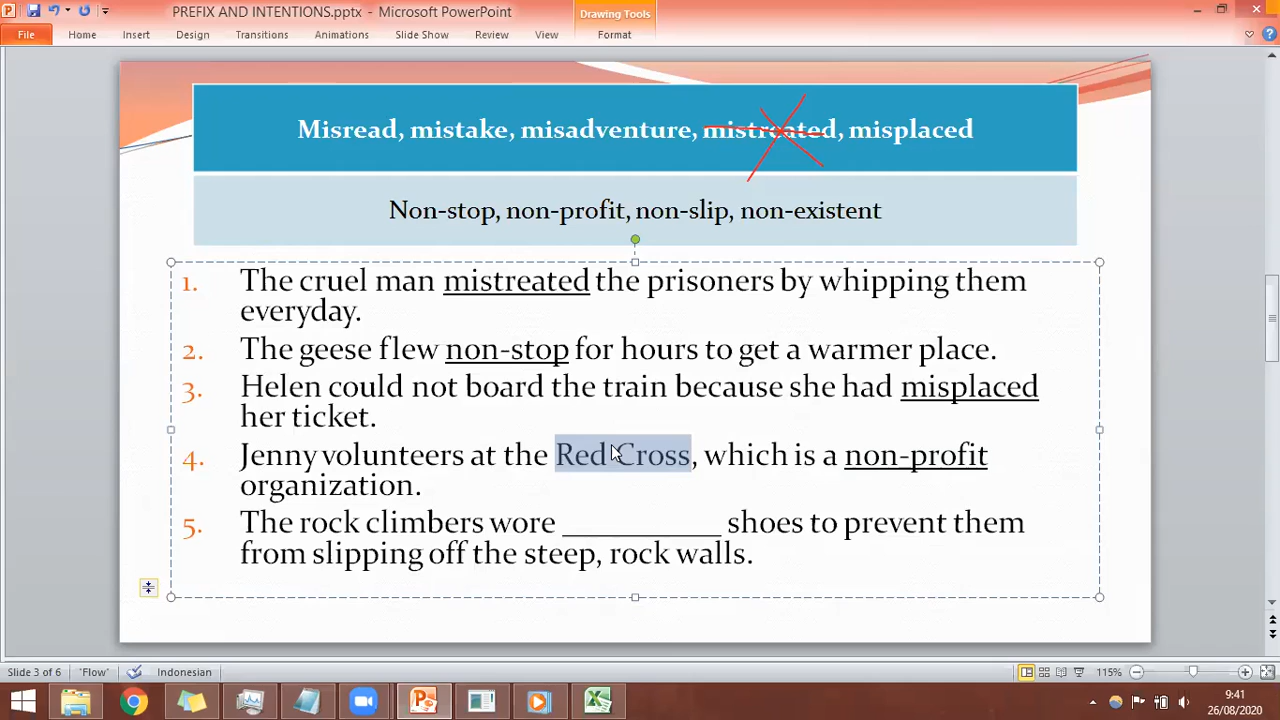 PREFIX AND INTENTIONS.pptx - Microsoft PowerPoint
Drawing Tools
File Home Insert Design Transitions Animations Slide Show Review View Format
Misread, mistake, misadventure, mistreated, misplaced
Non-stop, non-profit, non-slip, non-existent
1. The cruel man mistreated the prisoners by whipping them
everyday.
2. The geese flew non-stop for hours to get a warmer place.
3. Helen could not board the train because she had misplaced
her ticket.
4. Jenny volunteers at the Red Cross, which is a non-profit
organization.
5. The rock climbers wore ____________ shoes to prevent them
from slipping off the steep, rock walls.
Slide 3 of 6 'Flow' Indonesian 115%
9:41
26/08/2020